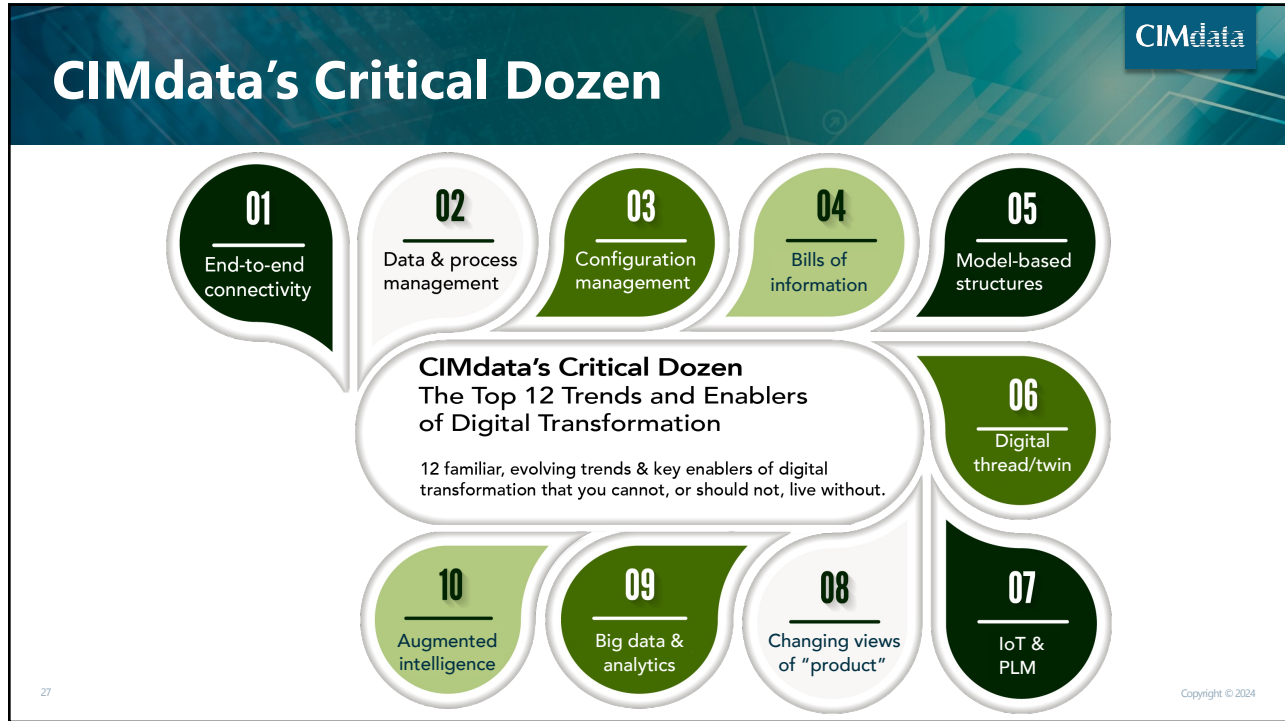 CIMdata
CIMdata’s Critical Dozen
01
End-to-end
connectivity
02
Data & process
management
03
Configuration
management
04
Bills of
information
05
Model-based
structures
CIMdata’s Critical Dozen
The Top 12 Trends and Enablers
of Digital Transformation
12 familiar, evolving trends & key enablers of digital
transformation that you cannot, or should not, live without.
06
Digital
thread/twin
07
IoT &
PLM
08
Changing views
of “product”
09
Big data &
analytics
10
Augmented
intelligence
27
Copyright © 2024